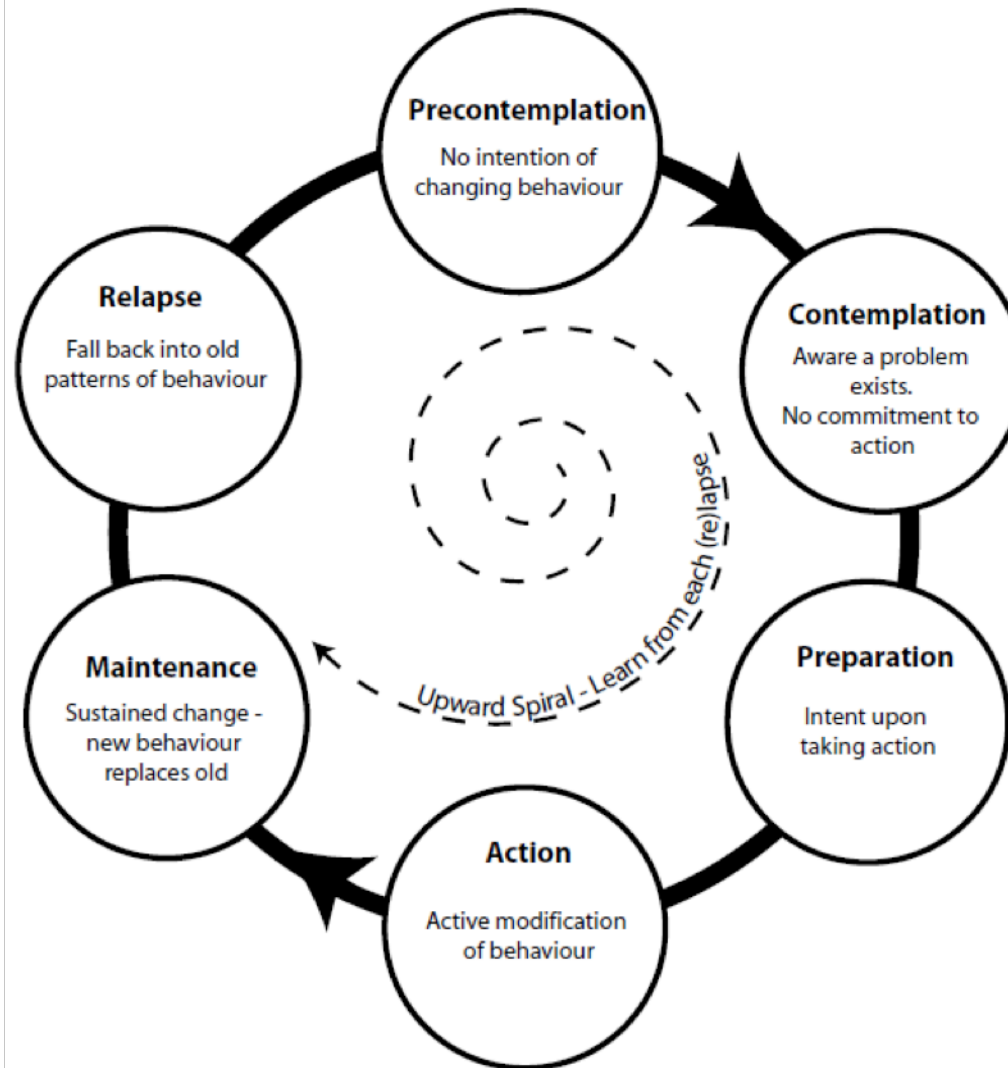 Precontemplation
No intention of
changing behaviour
Contemplation
Aware a problem
exists.
No commitment to
action
Preparation
Intent upon
taking action
Action
Active modification
of behaviour
Maintenance
Sustained change -
new behaviour
replaces old
Relapse
Fall back into old
patterns of behaviour
Upward Spiral - Learn from each (re)lapse